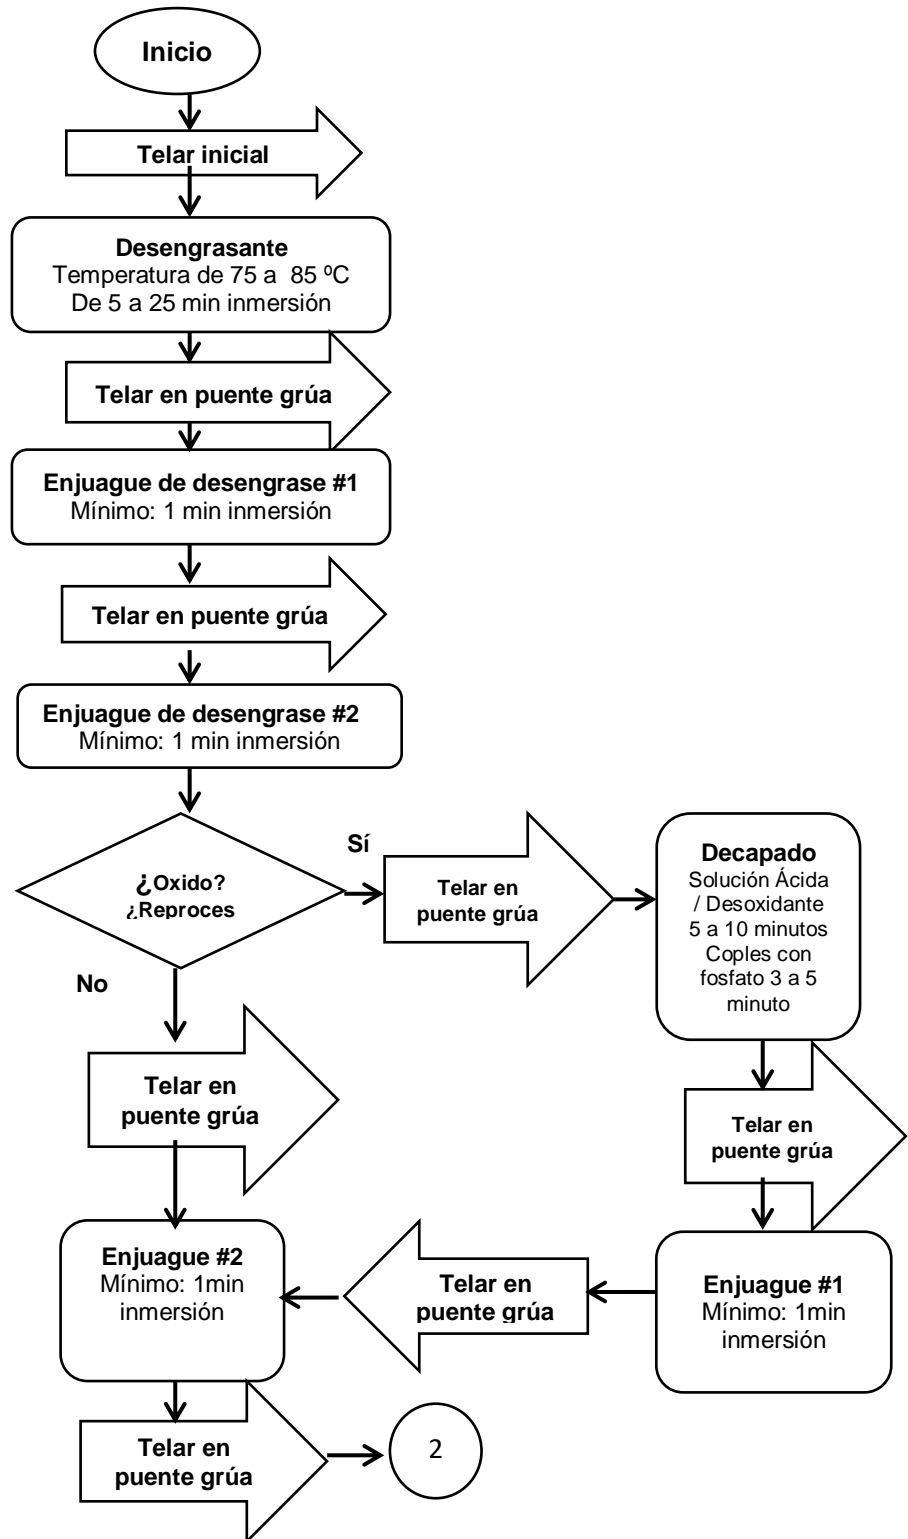 Inicio
Telar inicial
Desengrasante
Temperatura de 75 a 85 ºC
De 5 a 25 min inmersión
Telar en puente grúa
Enjuague de desengrase #1
Mínimo: 1 min inmersión
Telar en puente grúa
Enjuague de desengrase #2
Mínimo: 1 min inmersión
¿Oxido?
¿Reproces
Sí
Telar en
puente grúa
Decapado
Solución Ácida
/ Desoxidante
5 a 10 minutos
Coples con
fosfato 3 a 5
minuto
No
Telar en
puente grúa
Telar en
puente grúa
Enjuague #2
Mínimo: 1min
inmersión
Telar en
puente grúa
Enjuague #1
Mínimo: 1min
inmersión
Telar en
puente grúa
2